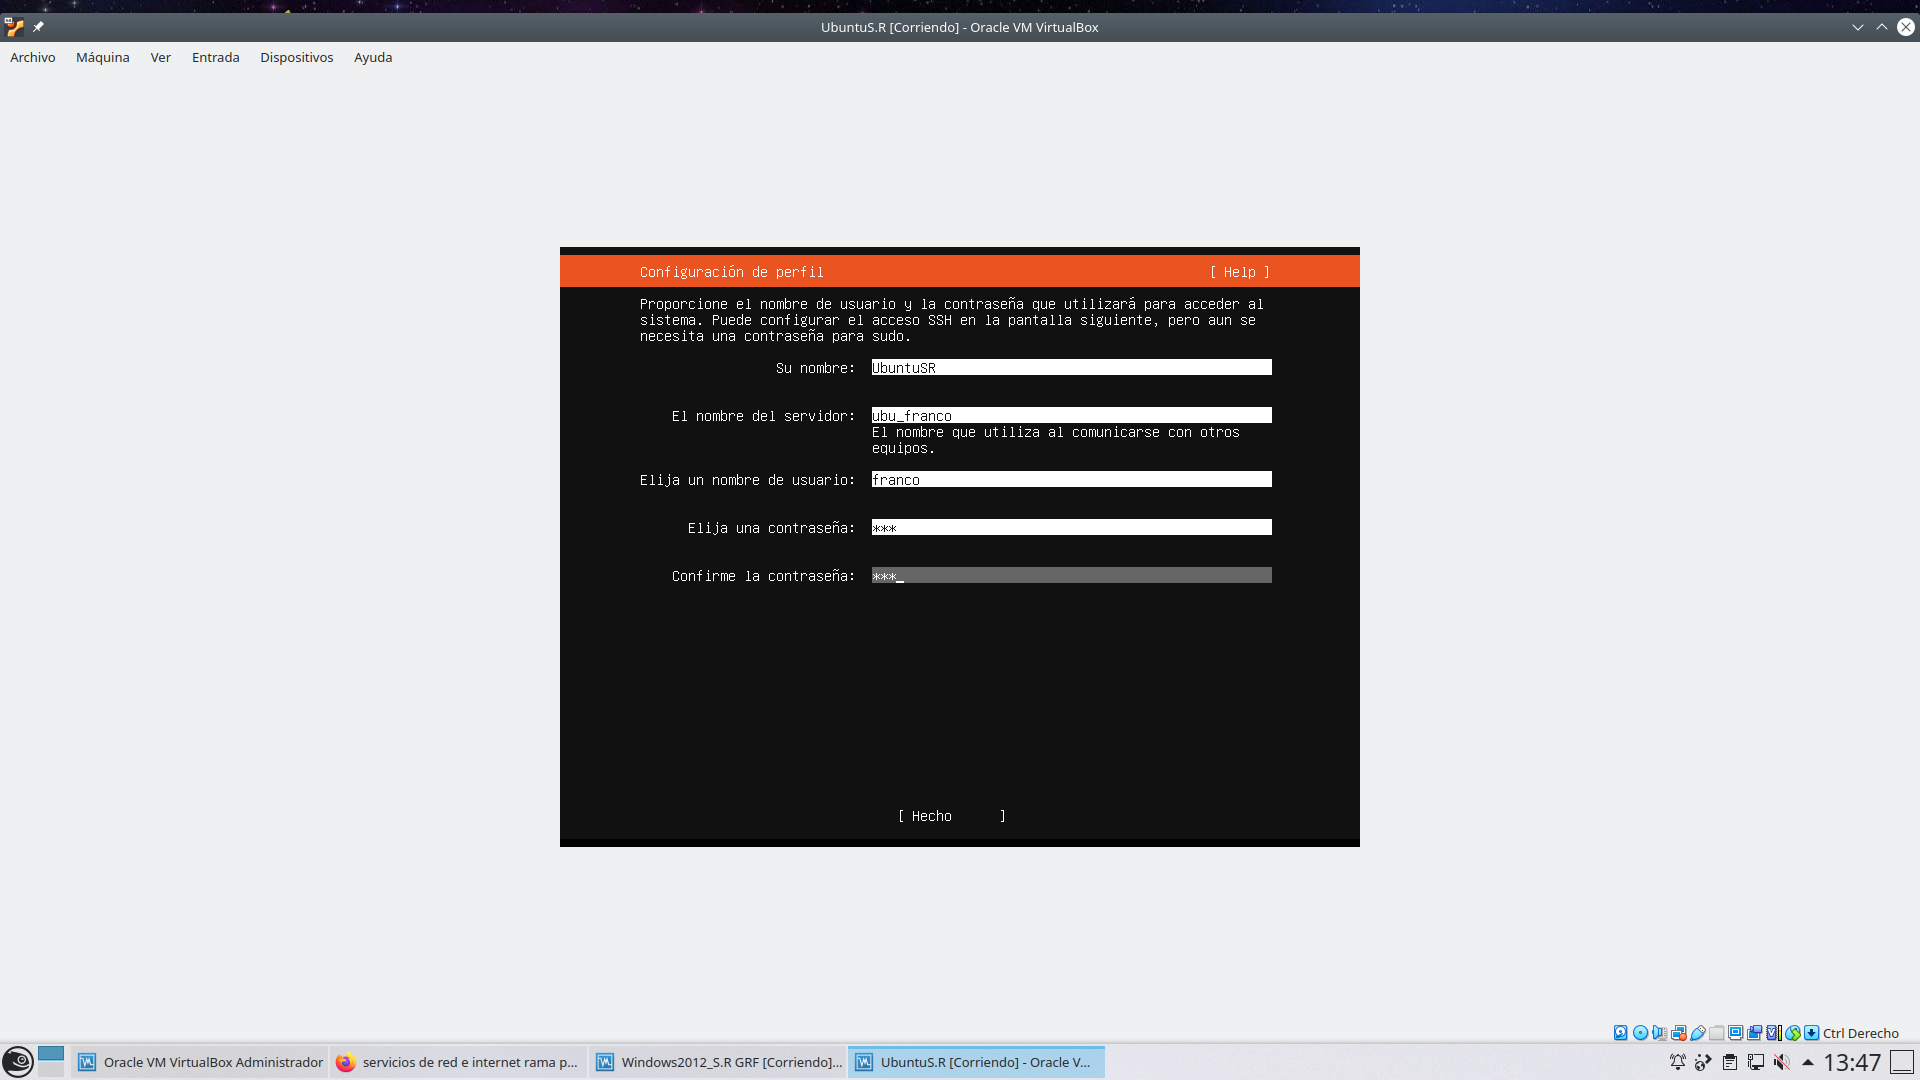 UbuntuS.R [Corriendo] - Oracle VM VirtualBox
Archivo Máquina Ver Entrada Dispositivos Ayuda
Configuración de perfil [ Help ]
Proporcione el nombre de usuario y la contraseña que utilizará para acceder al
sistema. Puede configurar el acceso SSH en la pantalla siguiente, pero aun se
necesita una contraseña para sudo.
Su nombre: UbuntuSR
El nombre del servidor: ubu_franco
El nombre que utiliza al comunicarse con otros
equipos.
Elija un nombre de usuario: franco
Elija una contraseña: ***
Confirme la contraseña: ***_
[ Hecho ]
Ctrl Derecho
Oracle VM VirtualBox Administrador servicios de red e internet rama p... Windows2012_S.R GRF [Corriendo]... UbuntuS.R [Corriendo] - Oracle V... 13:47